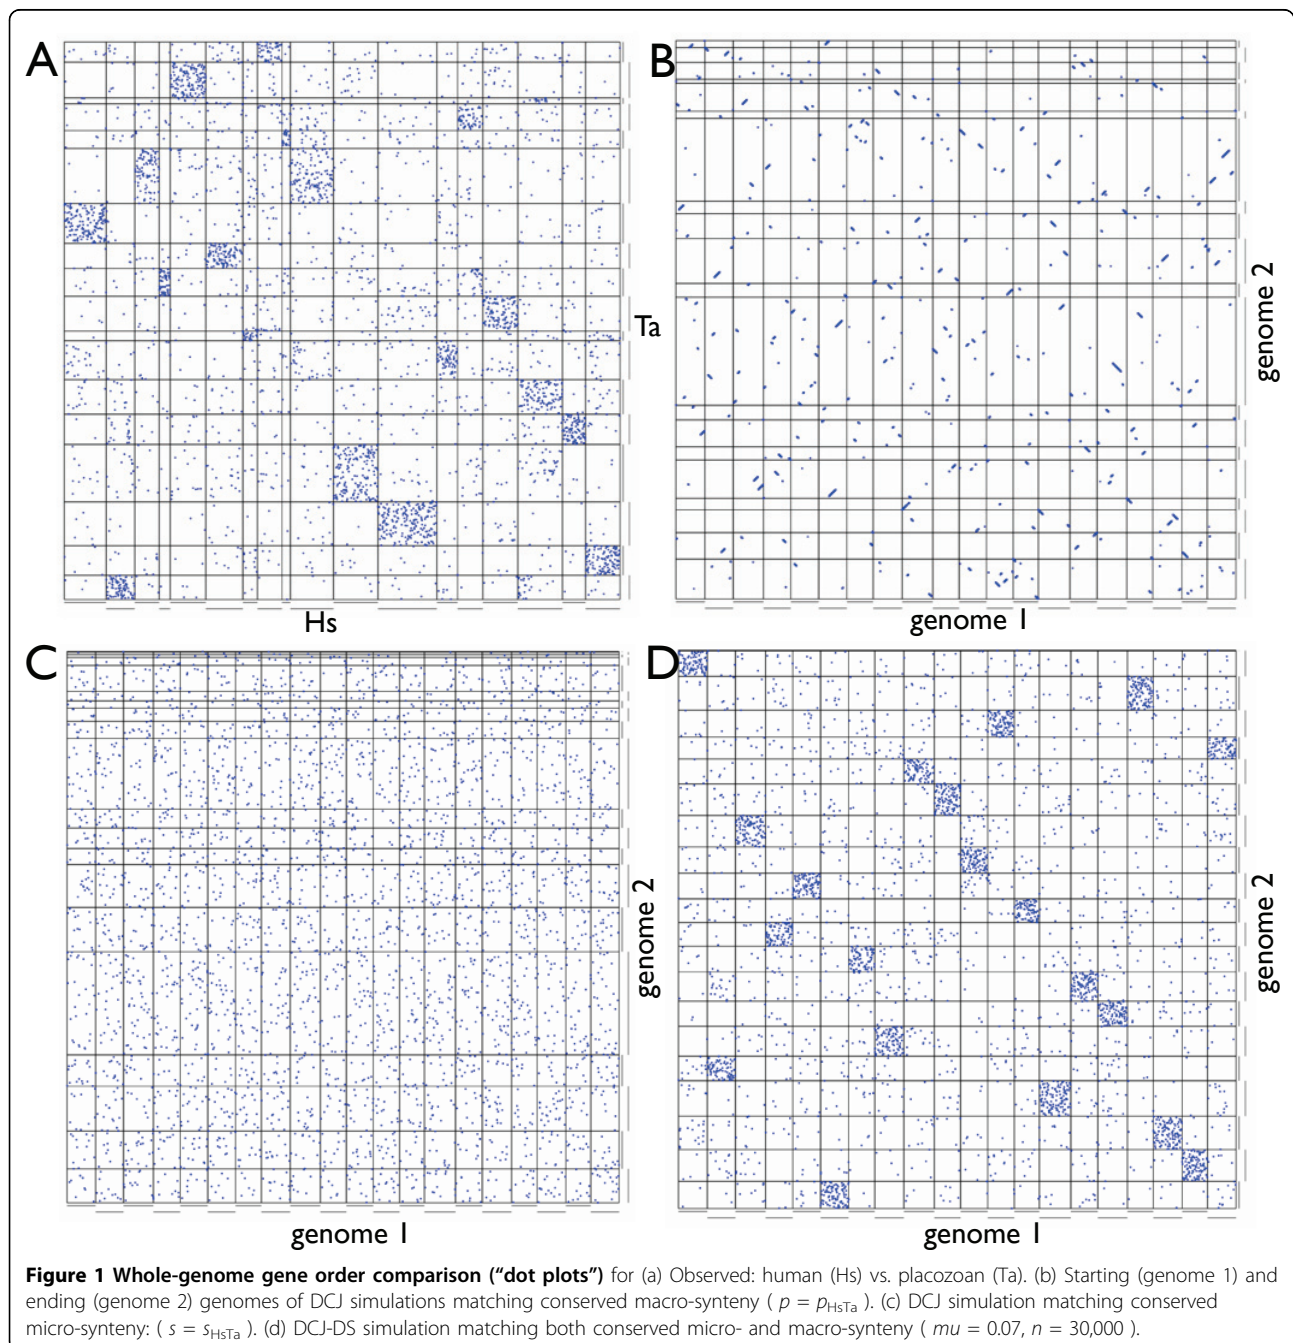 A
B
Ta
genome 2
Hs
genome 1
C
D
genome 2
genome 2
genome 1
genome 1
Figure 1 Whole-genome gene order comparison (“dot plots”) for (a) Observed: human (Hs) vs. placozoan (Ta). (b) Starting (genome 1) and
ending (genome 2) genomes of DCJ simulations matching conserved macro-synteny ( p = pHsTa ). (c) DCJ simulation matching conserved
micro-synteny: ( s = sHsTa ). (d) DCJ-DS simulation matching both conserved micro- and macro-synteny ( mu = 0.07, n = 30,000 ).